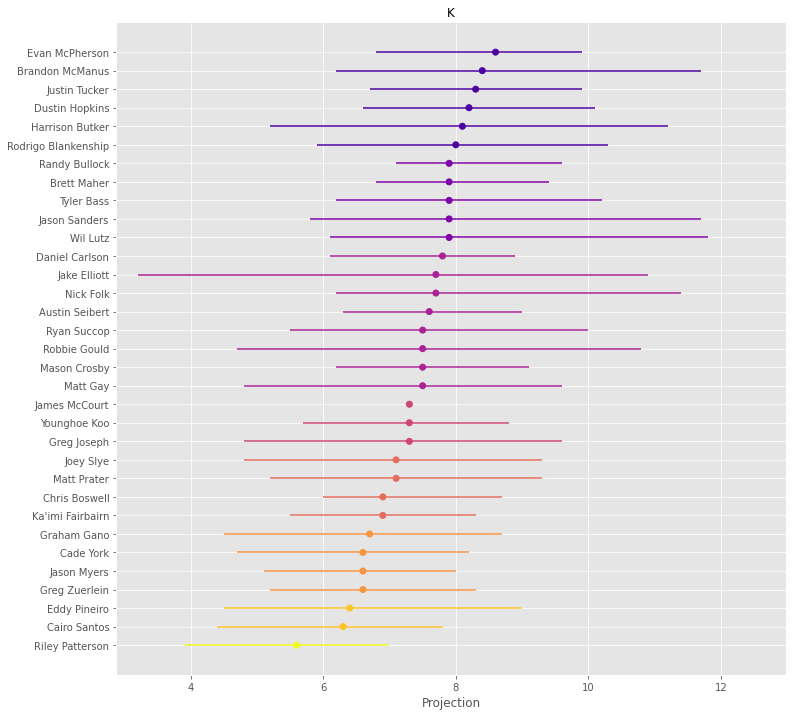 K
Evan McPherson
Brandon McManus
Justin Tucker
Dustin Hopkins
Harrison Butker
Rodrigo Blankenship
Randy Bullock
Brett Maher
Tyler Bass
Jason Sanders
Wil Lutz
Daniel Carlson
Jake Elliott
Nick Folk
Austin Seibert
Ryan Succop
Robbie Gould
Mason Crosby
Matt Gay
James McCourt
Younghoe Koo
Greg Joseph
Joey Slye
Matt Prater
Chris Boswell
Ka'imi Fairbairn
Graham Gano
Cade York
Jason Myers
Greg Zuerlein
Eddy Pineiro
Cairo Santos
Riley Patterson
4 6 8 10 12
Projection